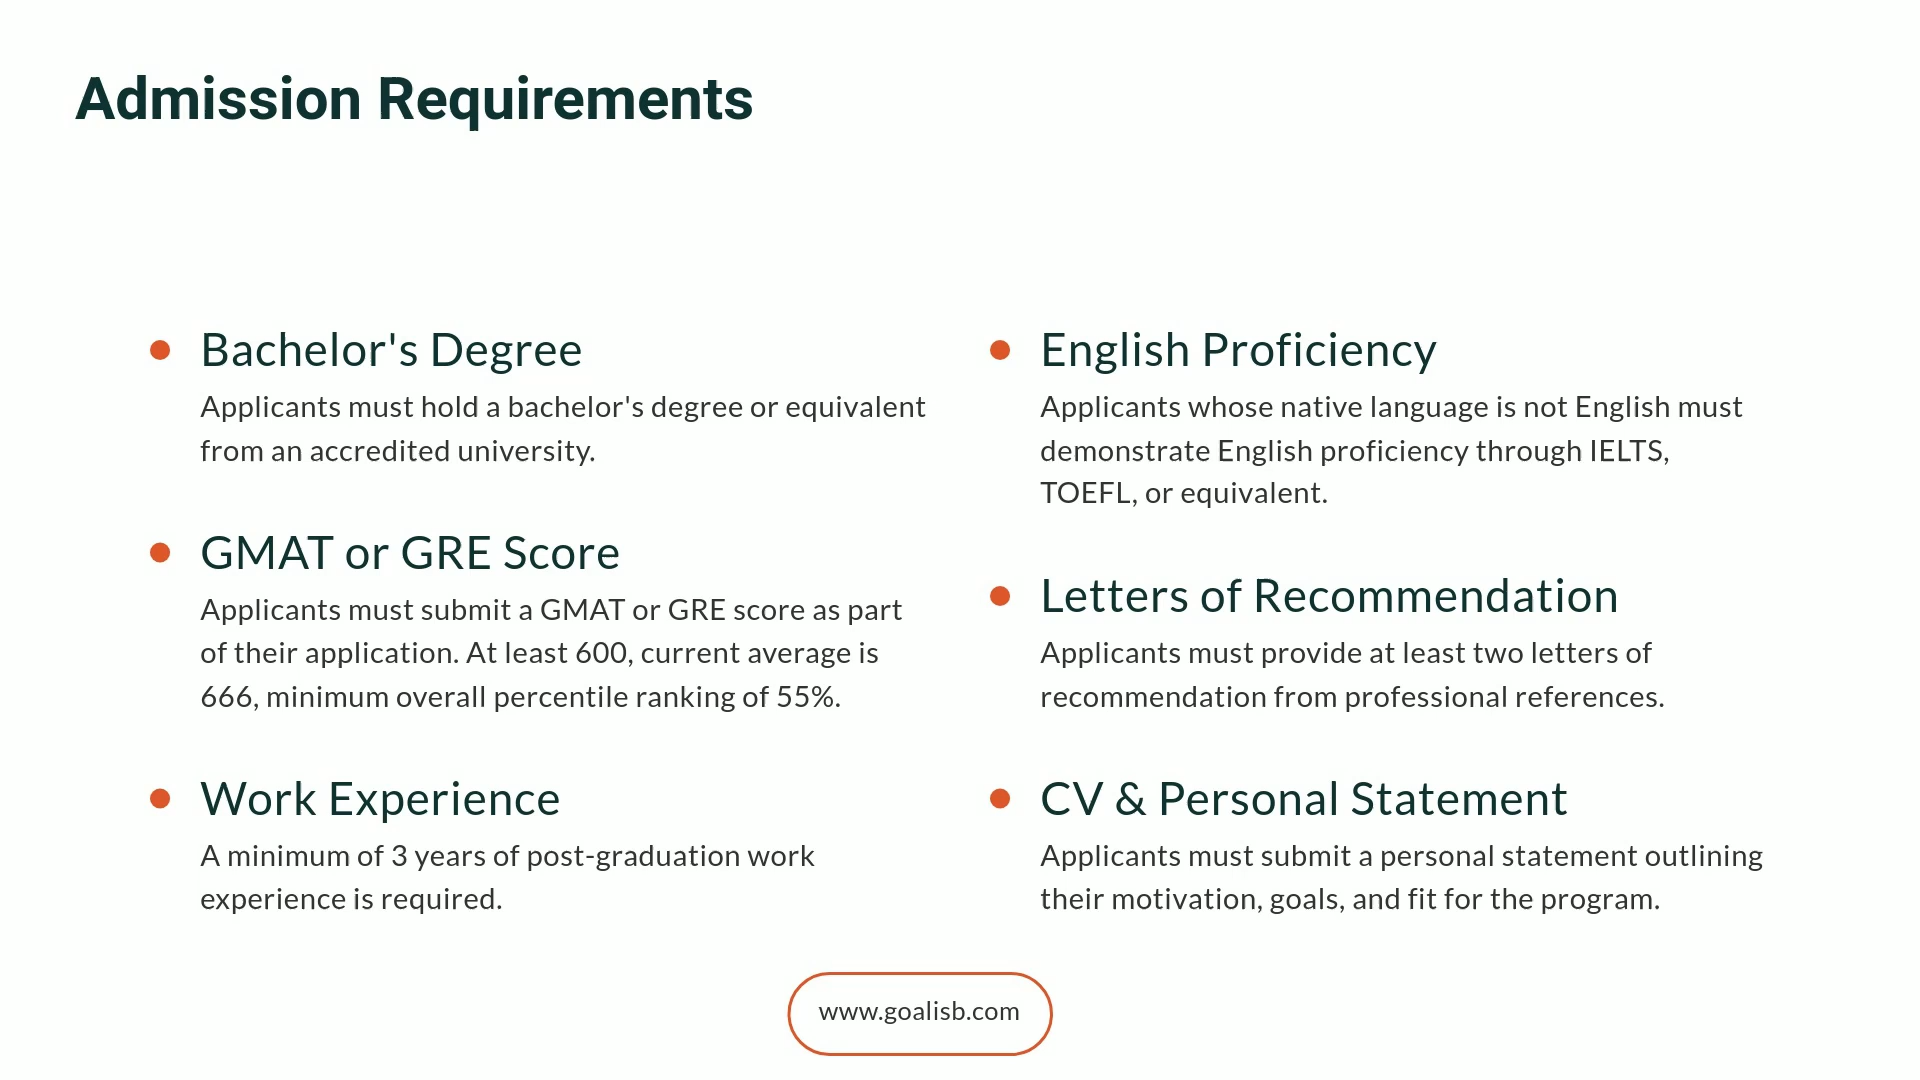 Admission Requirements
Bachelor's Degree
Applicants must hold a bachelor's degree or equivalent
from an accredited university.
GMAT or GRE Score
Applicants must submit a GMAT or GRE score as part
of their application. At least 600, current average is
666, minimum overall percentile ranking of 55%.
Work Experience
A minimum of 3 years of post-graduation work
experience is required.
English Proficiency
Applicants whose native language is not English must
demonstrate English proficiency through IELTS,
TOEFL, or equivalent.
Letters of Recommendation
Applicants must provide at least two letters of
recommendation from professional references.
CV & Personal Statement
Applicants must submit a personal statement outlining
their motivation, goals, and fit for the program.
www.goalisb.com